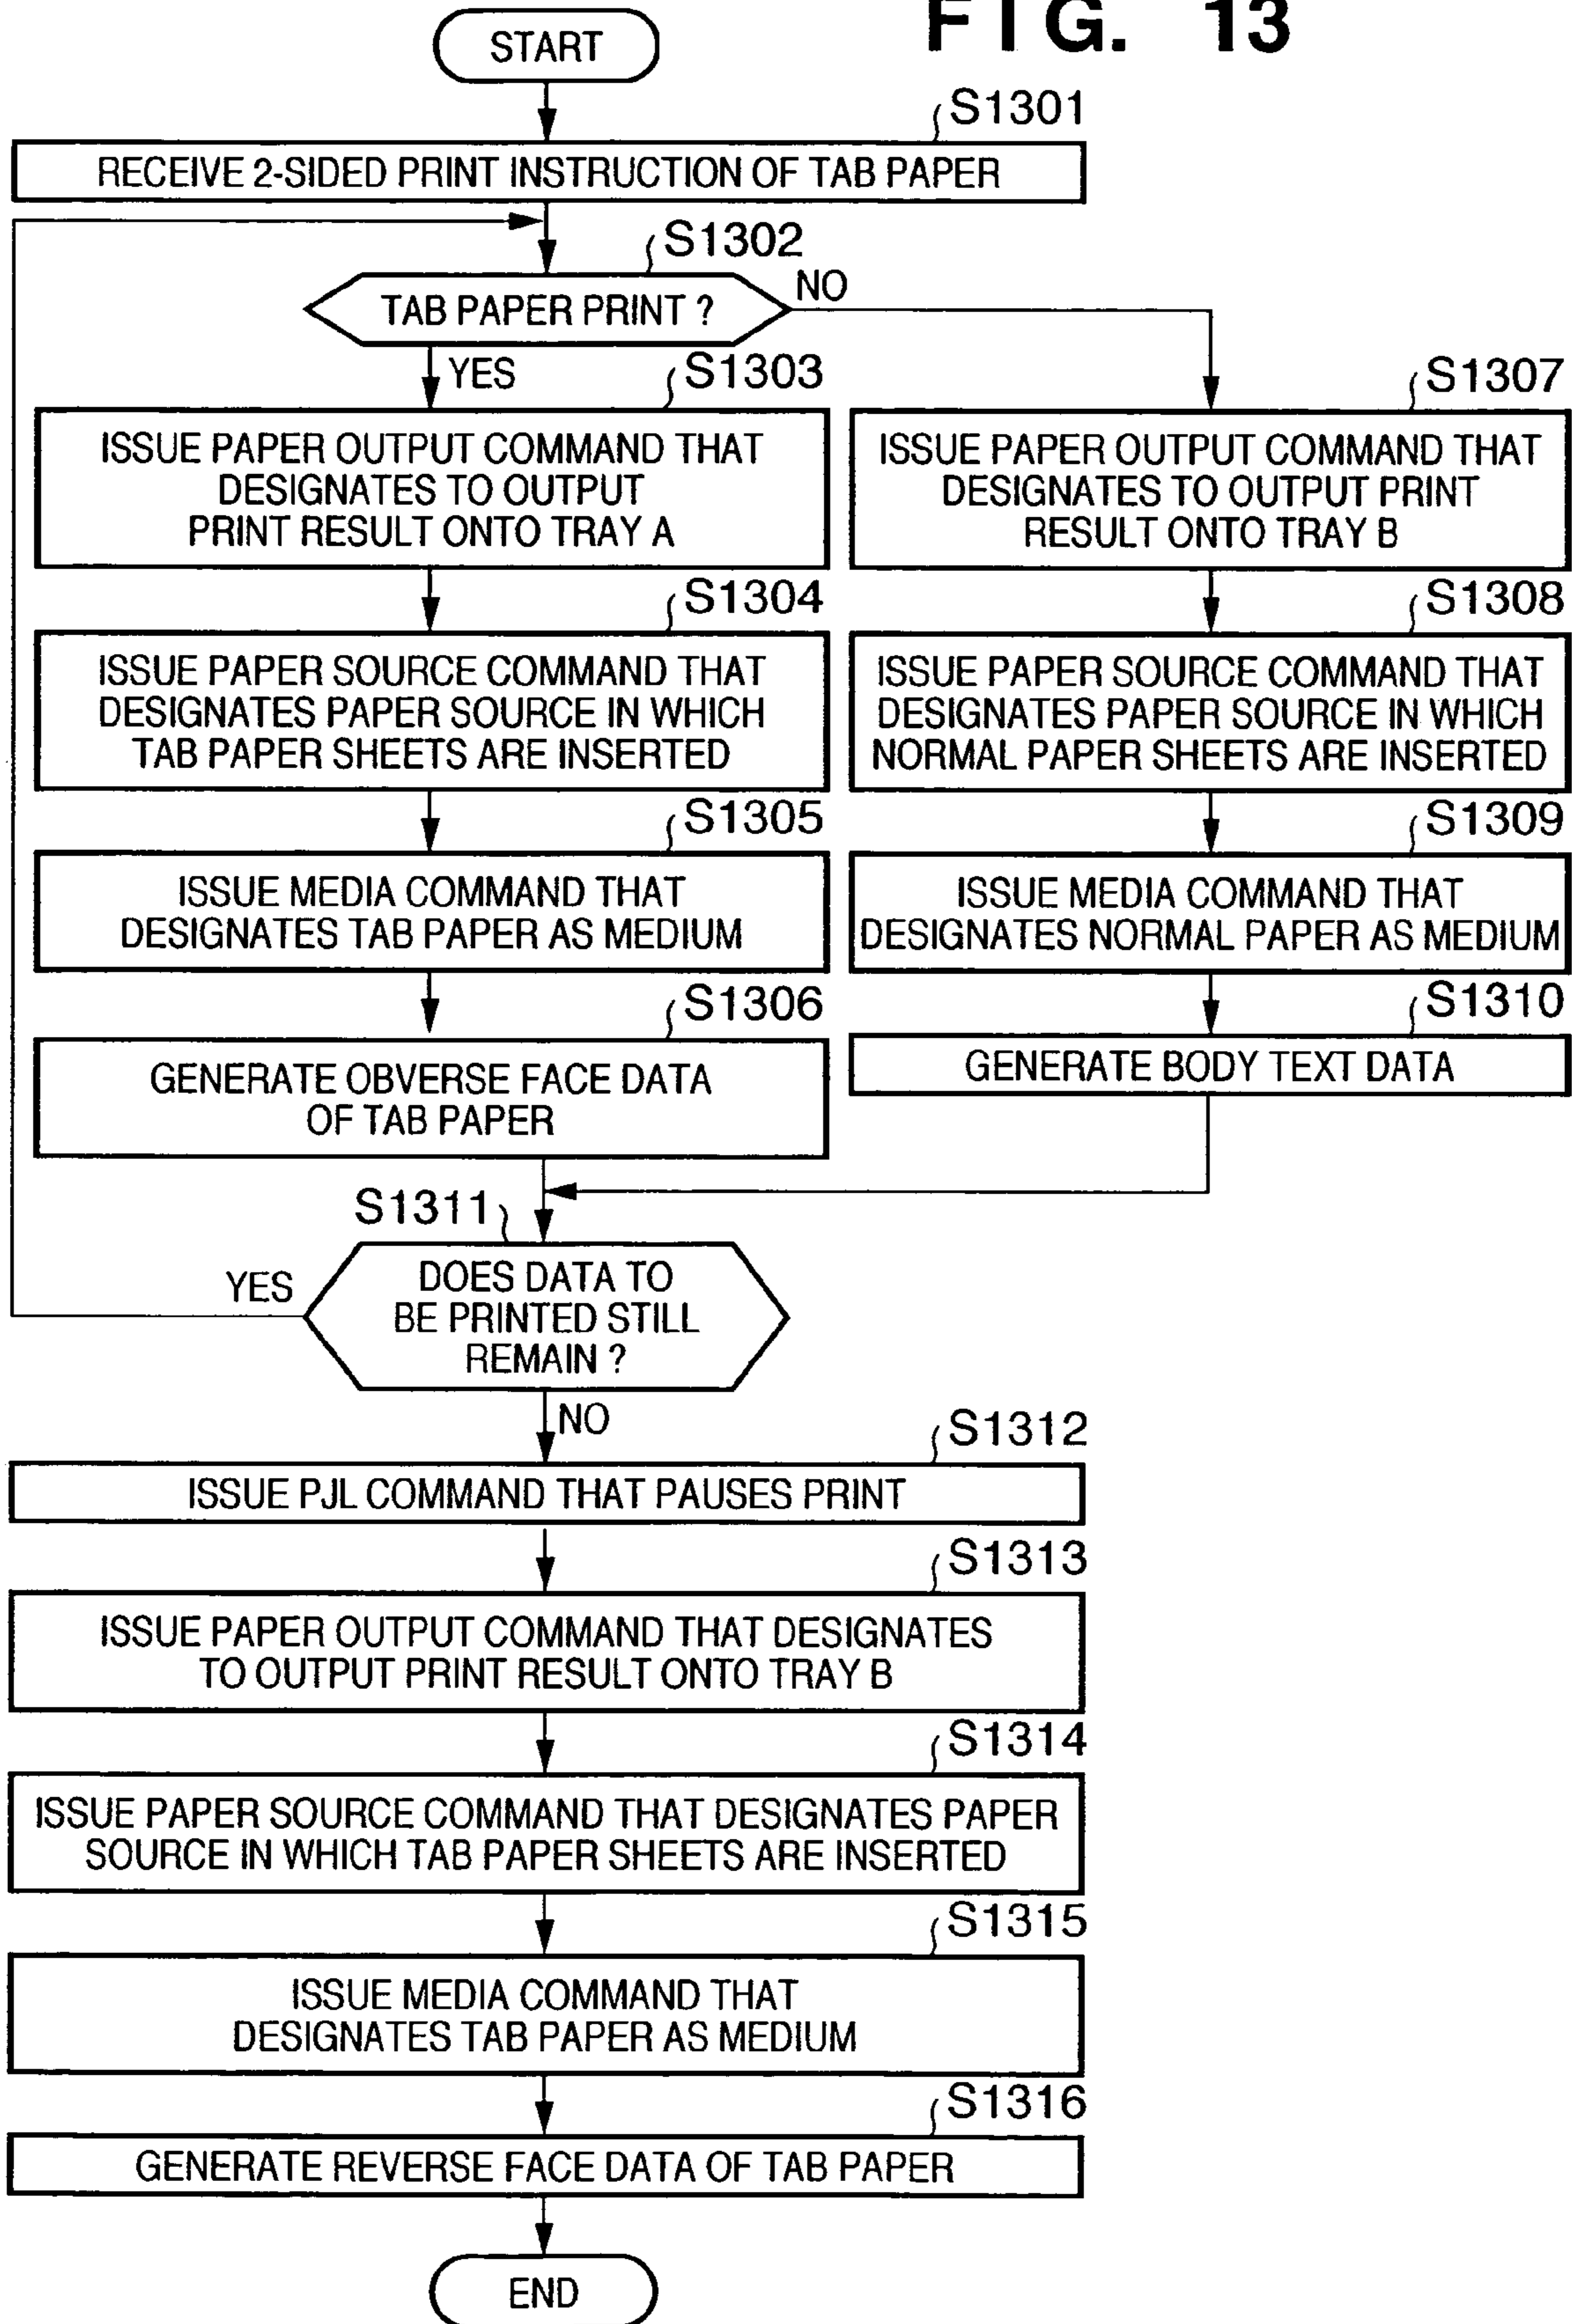 FIG. 13
START
S1301
RECEIVE 2-SIDED PRINT INSTRUCTION OF TAB PAPER
S1302
TAB PAPER PRINT ?
NO
YES
S1303
ISSUE PAPER OUTPUT COMMAND THAT
DESIGNATES TO OUTPUT
PRINT RESULT ONTO TRAY A
S1304
ISSUE PAPER SOURCE COMMAND THAT
DESIGNATES PAPER SOURCE IN WHICH
TAB PAPER SHEETS ARE INSERTED
S1305
ISSUE MEDIA COMMAND THAT
DESIGNATES TAB PAPER AS MEDIUM
S1306
GENERATE OBVERSE FACE DATA
OF TAB PAPER
S1307
ISSUE PAPER OUTPUT COMMAND THAT
DESIGNATES TO OUTPUT PRINT
RESULT ONTO TRAY B
S1308
ISSUE PAPER SOURCE COMMAND THAT
DESIGNATES PAPER SOURCE IN WHICH
NORMAL PAPER SHEETS ARE INSERTED
S1309
ISSUE MEDIA COMMAND THAT
DESIGNATES NORMAL PAPER AS MEDIUM
S1310
GENERATE BODY TEXT DATA
S1311
DOES DATA TO
BE PRINTED STILL
REMAIN ?
YES
NO
S1312
ISSUE PJL COMMAND THAT PAUSES PRINT
S1313
ISSUE PAPER OUTPUT COMMAND THAT DESIGNATES
TO OUTPUT PRINT RESULT ONTO TRAY B
S1314
ISSUE PAPER SOURCE COMMAND THAT DESIGNATES PAPER
SOURCE IN WHICH TAB PAPER SHEETS ARE INSERTED
S1315
ISSUE MEDIA COMMAND THAT
DESIGNATES TAB PAPER AS MEDIUM
S1316
GENERATE REVERSE FACE DATA OF TAB PAPER
END